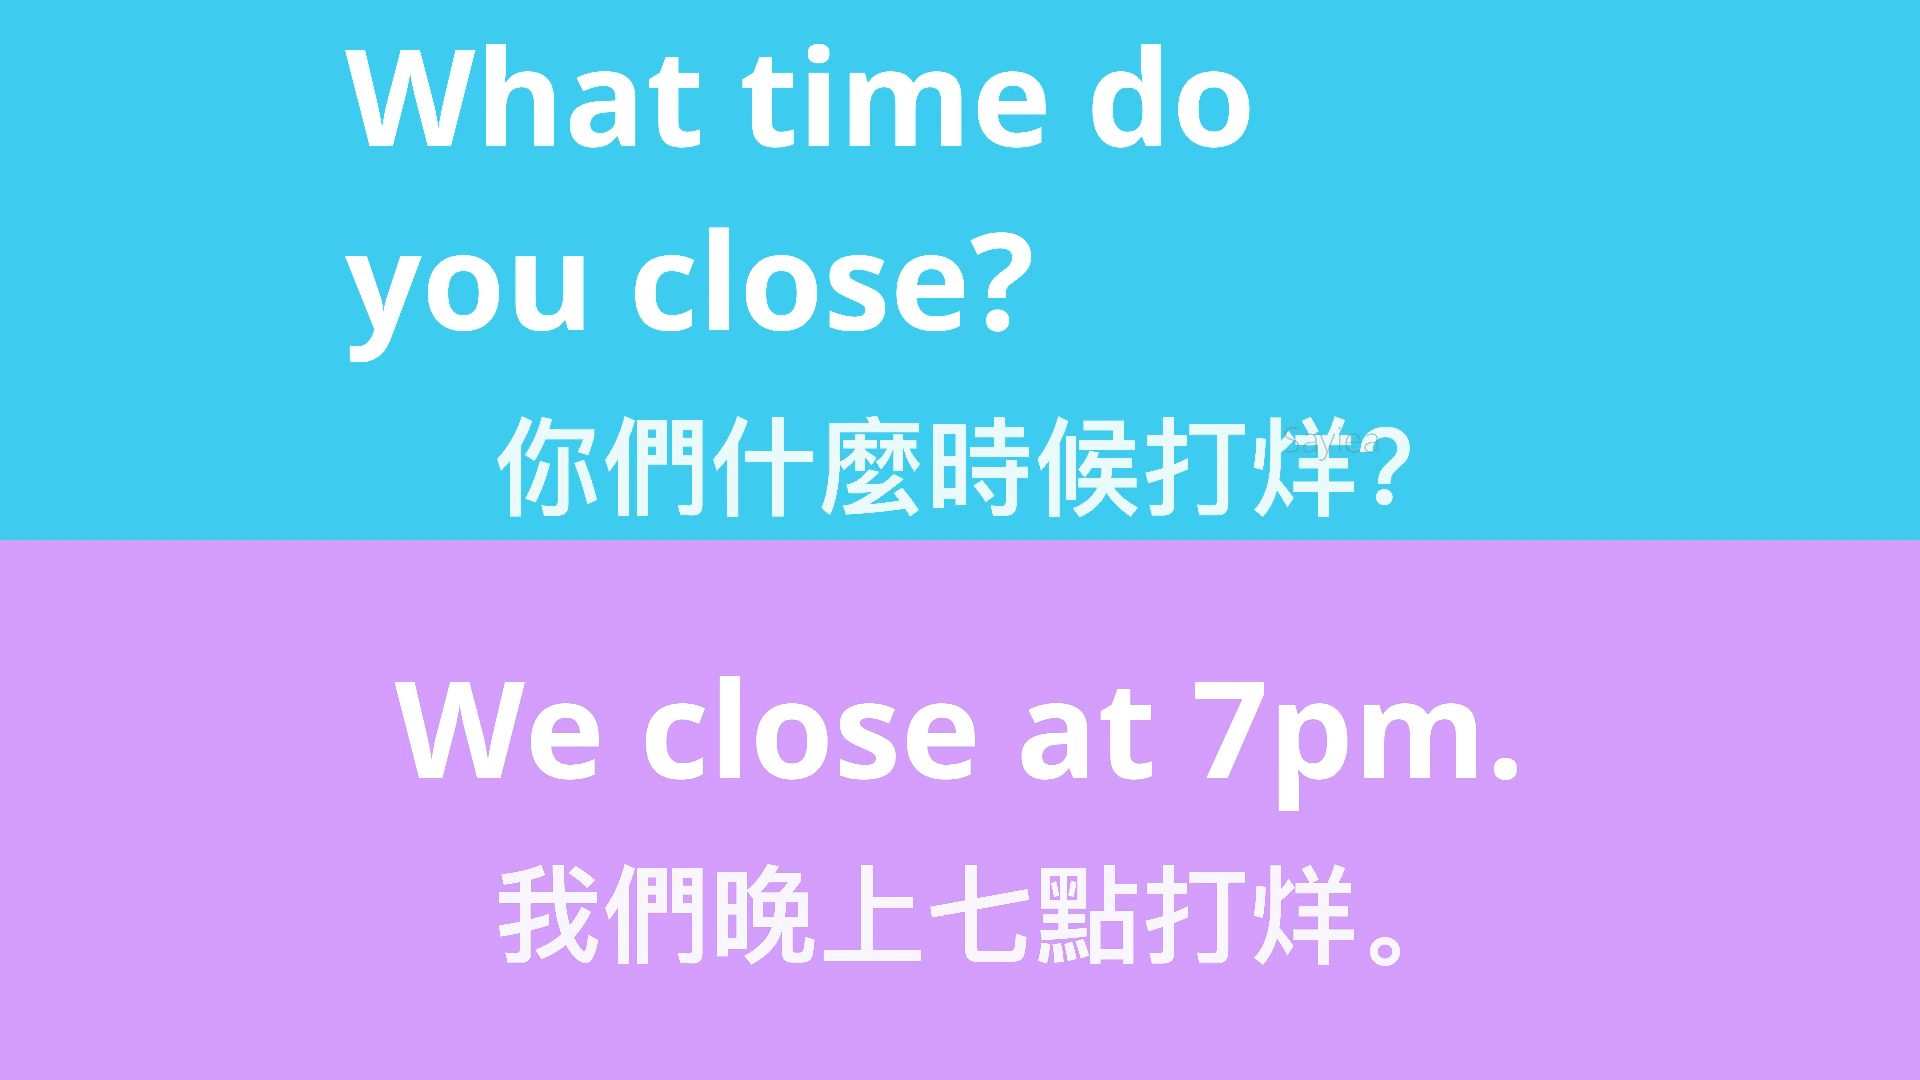 What time do
you close?
你們什麼時候打烊?
Sayiea
We close at 7pm.
我們晚上七點打烊。